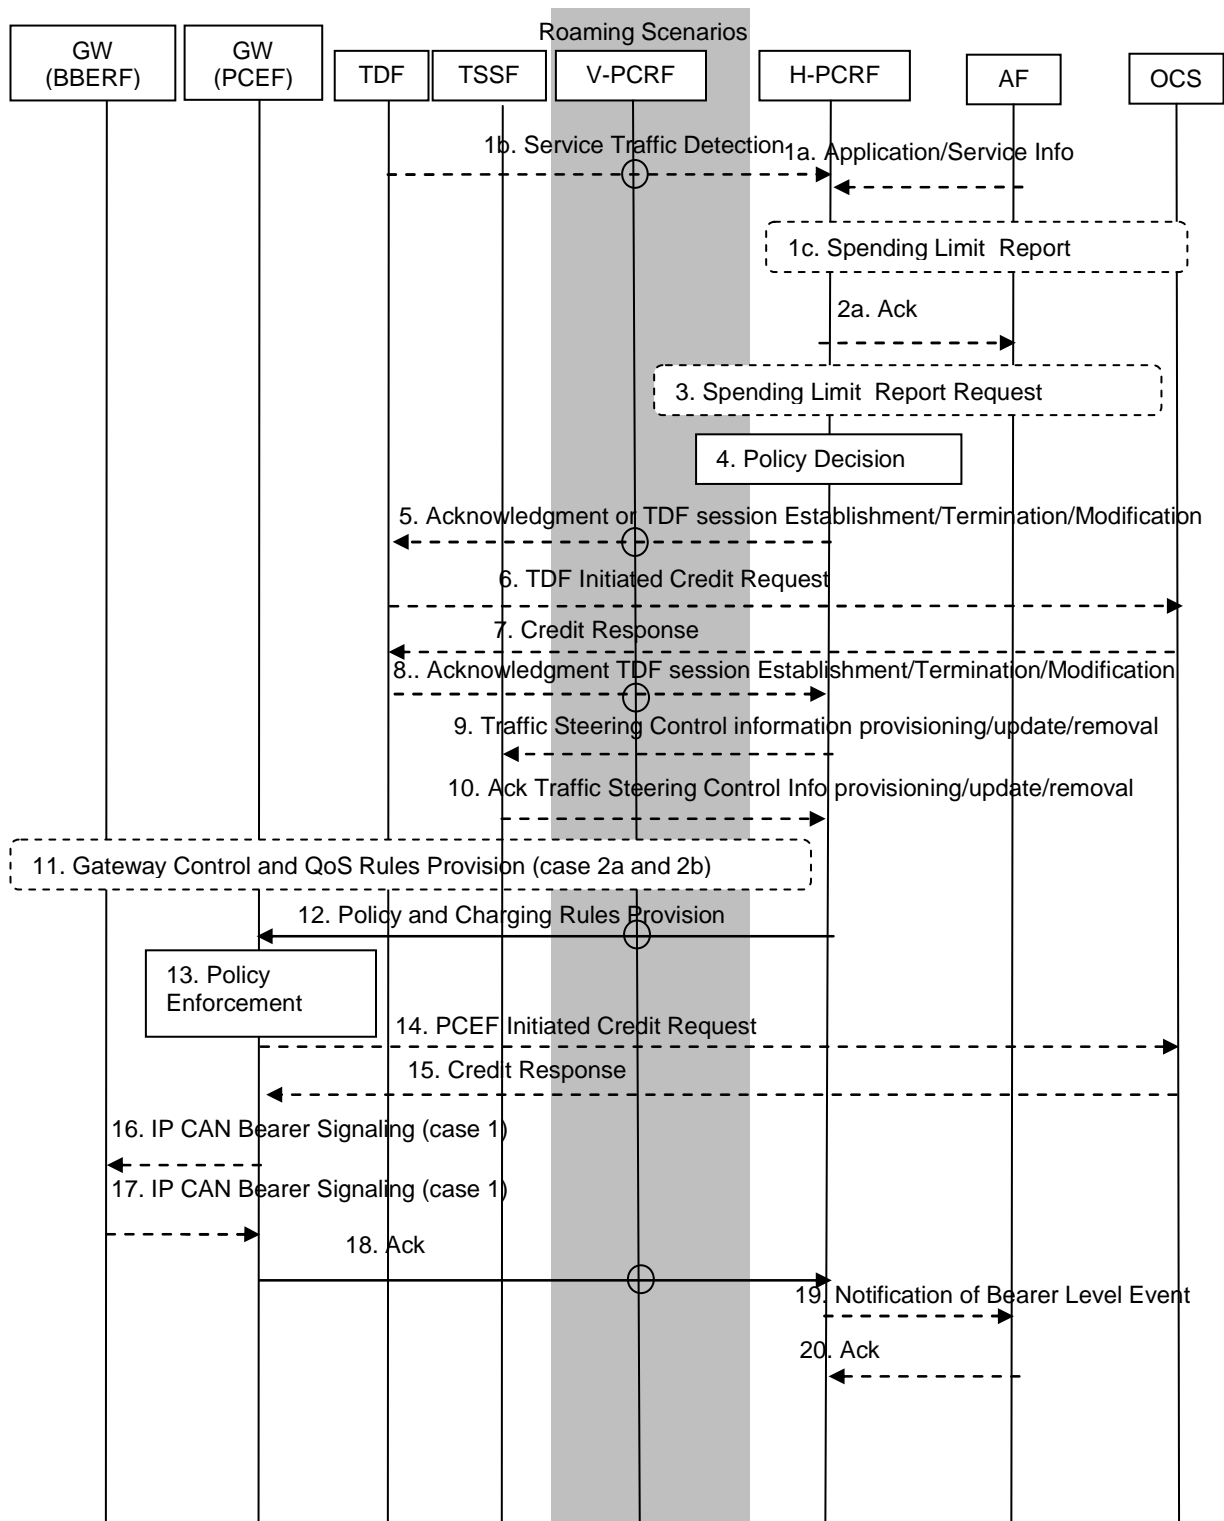 Roaming Scenarios
GW
(BBERF)
GW
(PCEF)
TDF
TSSF
V-PCRF
H-PCRF
AF
OCS
1b. Service Traffic Detection
1a. Application/Service Info
1c. Spending Limit Report
2a. Ack
3. Spending Limit Report Request
4. Policy Decision
5. Acknowledgment or TDF session Establishment/Termination/Modification
6. TDF Initiated Credit Request
7. Credit Response
8.. Acknowledgment TDF session Establishment/Termination/Modification
9. Traffic Steering Control information provisioning/update/removal
10. Ack Traffic Steering Control Info provisioning/update/removal
11. Gateway Control and QoS Rules Provision (case 2a and 2b)
12. Policy and Charging Rules Provision
13. Policy
Enforcement
14. PCEF Initiated Credit Request
15. Credit Response
16. IP CAN Bearer Signaling (case 1)
17. IP CAN Bearer Signaling (case 1)
18. Ack
19. Notification of Bearer Level Event
20. Ack